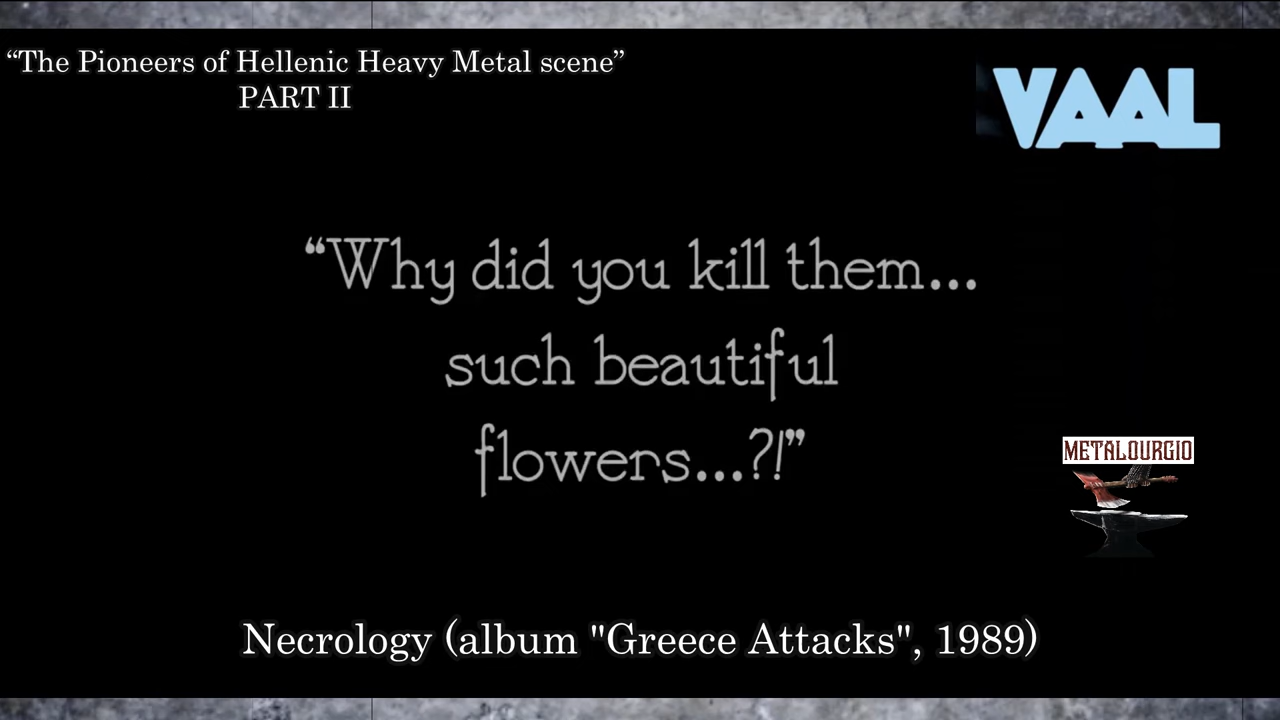 “The Pioneers of Hellenic Heavy Metal scene”
PART II
VAAL
“Why did you kill them...
such beautiful
flowers...?!”
METALOURGIO
Necrology (album "Greece Attacks", 1989)